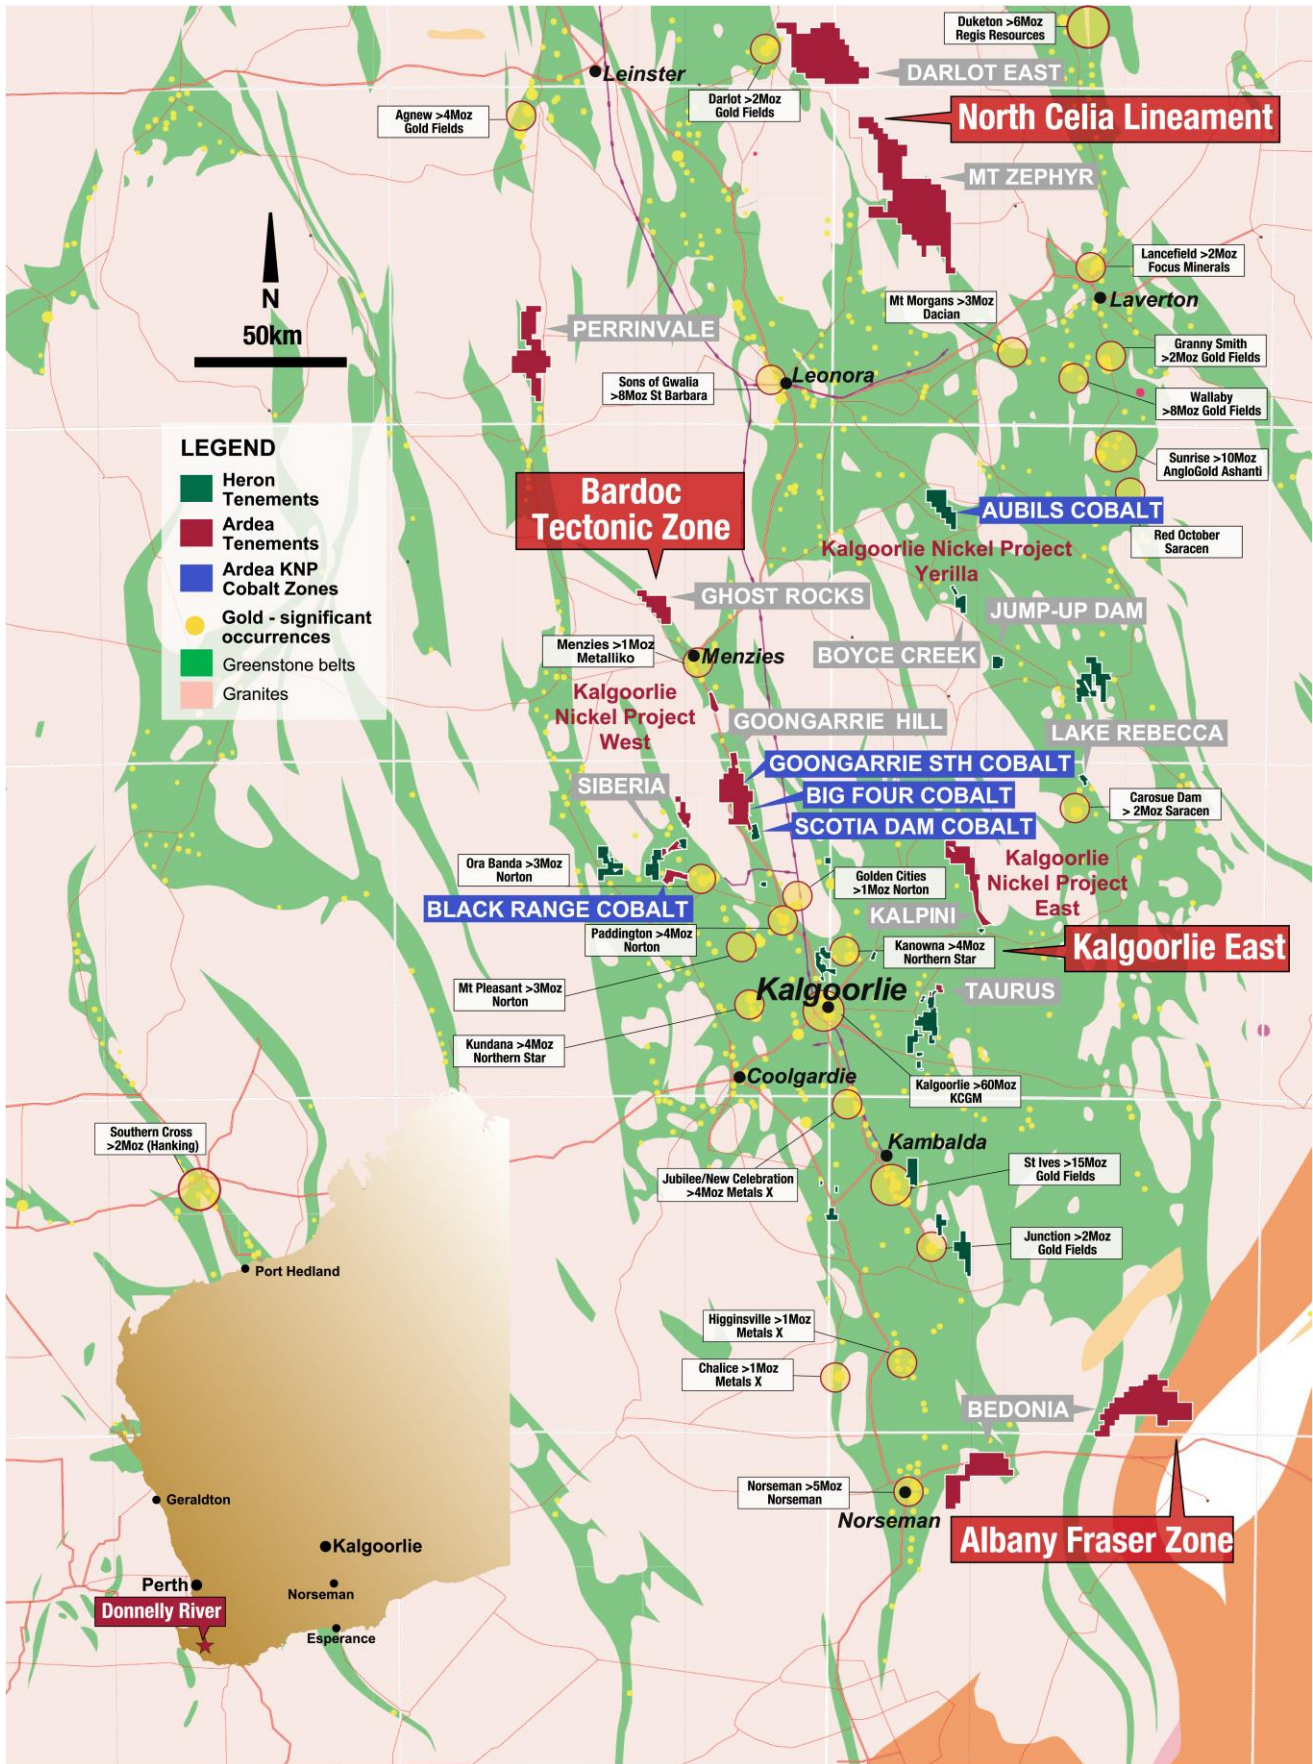 Duketon >6Moz
Regis Resources
Leinster
DARLOT EAST
Darlot >2Moz
Gold Fields
Agnew >4Moz
Gold Fields
North Celia Lineament
MT ZEPHYR
N
50km
Lancefield >2Moz
Focus Minerals
Laverton
Mt Morgans >3Moz
Dacian
PERRINVALE
Granny Smith
>2Moz Gold Fields
Leonora
Sons of Gwalia
>8Moz St Barbara
Wallaby
>8Moz Gold Fields
LEGEND
Heron
Tenements
Ardea
Tenements
Ardea KNP
Cobalt Zones
Gold - significant
occurrences
Greenstone belts
Granites
Sunrise >10Moz
AngloGold Ashanti
Bardoc
Tectonic Zone
AUBILS COBALT
Red October
Saracen
Kalgoorlie Nickel Project
Yerilla
GHOST ROCKS
JUMP-UP DAM
BOYCE CREEK
Menzies >1Moz
Metalliko
Menzies
Kalgoorlie
Nickel Project
West
GOONGARRIE HILL
LAKE REBECCA
GOONGARRIE STH COBALT
SIBERIA
BIG FOUR COBALT
Carosue Dam
> 2Moz Saracen
SCOTIA DAM COBALT
Ora Banda >3Moz
Norton
Golden Cities
>1Moz Norton
Kalgoorlie
Nickel Project
East
BLACK RANGE COBALT
KALPINI
Paddington >4Moz
Norton
Kanowna >4Moz
Northern Star
Kalgoorlie East
Mt Pleasant >3Moz
Norton
Kalgoorlie
TAURUS
Kundana >4Moz
Northern Star
Coolgardie
Kalgoorlie >60Moz
KCGM
Southern Cross
>2Moz (Hanking)
Kambalda
Jubilee/New Celebration
>4Moz Metals X
St Ives >15Moz
Gold Fields
Junction >2Moz
Gold Fields
Port Hedland
Higginsville >1Moz
Metals X
Chalice >1Moz
Metals X
BEDONIA
Geraldton
Norseman >5Moz
Norseman
Norseman
Albany Fraser Zone
Kalgoorlie
Perth
Norseman
Donnelly River
Esperance